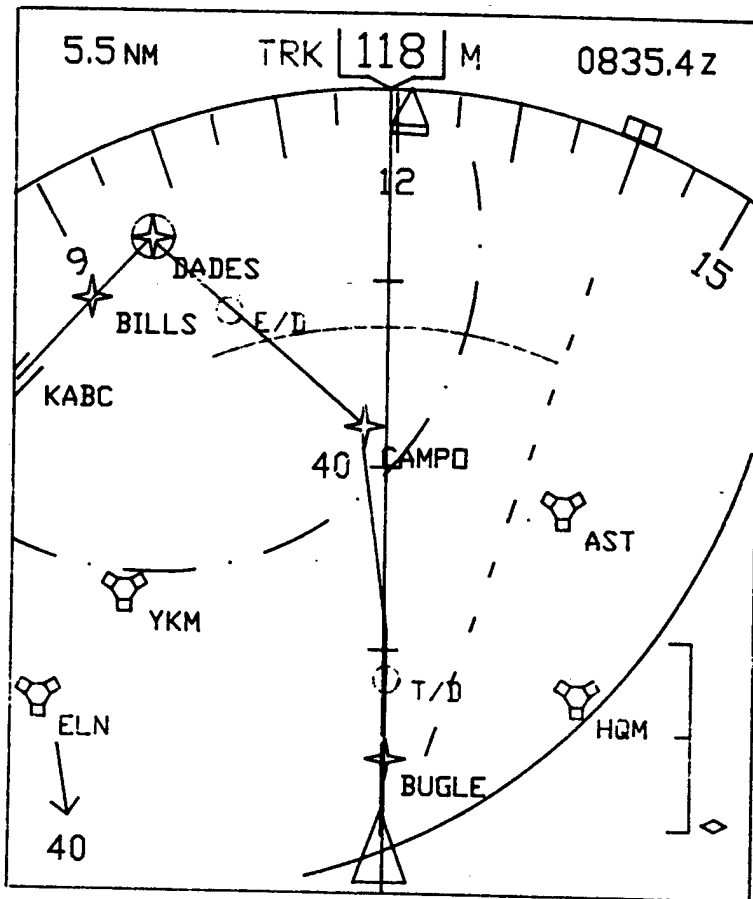 5.5 NM TRK 118 M 0835.4 Z
12
9 DADES 15
BILLS E/D
KABC
40 CAMPO
AST
YKM
T/D
ELN HQM
BUGLE
40